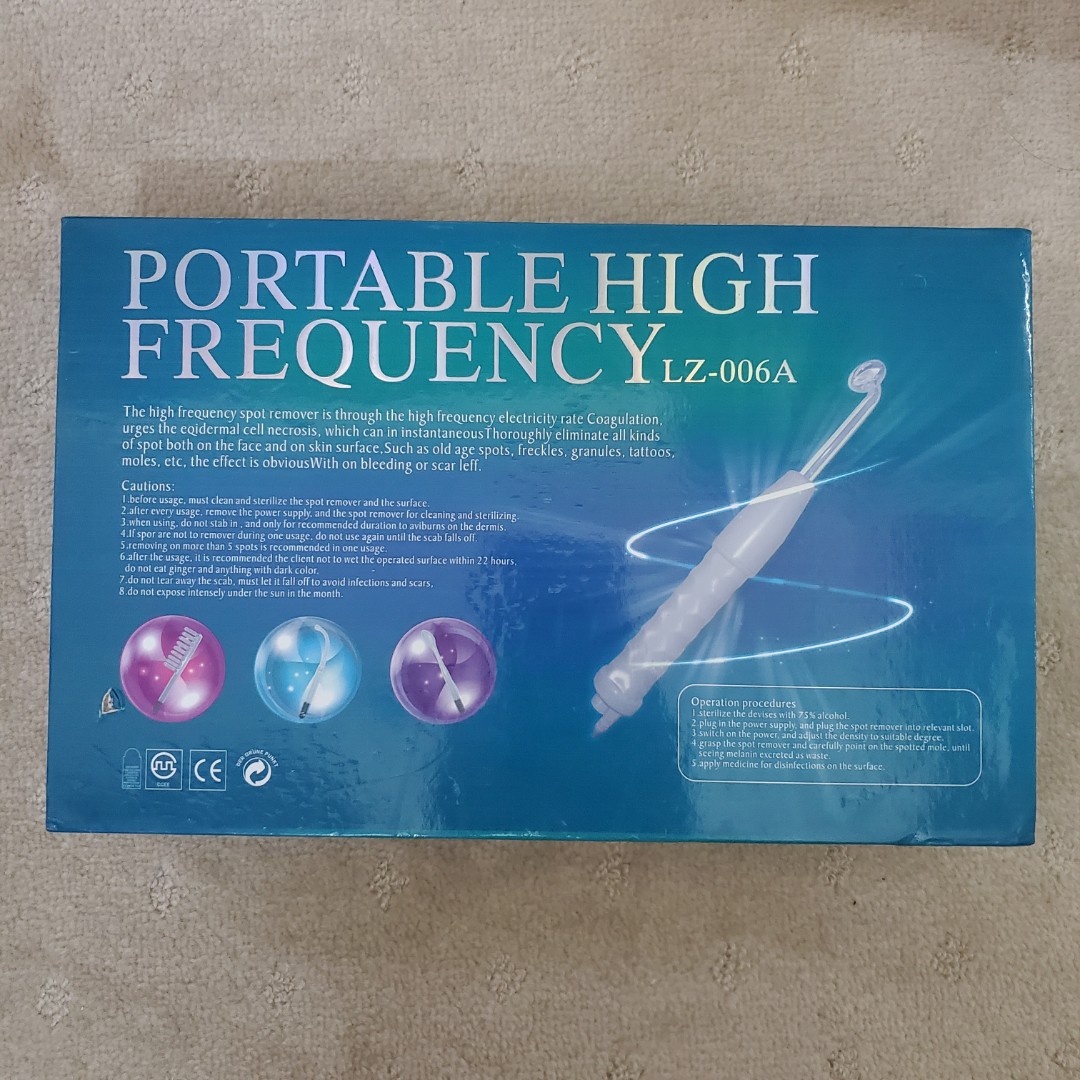 PORTABLE HIGH
FREQUENCY LZ-006A
The high frequency spot remover is through the high frequency electricity rate Coagulation,
urges the eqidermal cell necrosis, which can in instantaneousThoroughly eliminate all kinds
of spot both on the face and on skin surface.Such as old age spots, freckles, granules, tattoos,
moles, etc, the effect is obviousWith on bleeding or scar leff.
Cautions:
1.before usage, must clean and sterilize the spot remover and the surface.
2.after every usage, remove the power supply, and the spot remover for cleaning and sterilizing.
3.when using, do not stab in , and only for recommended duration to aviburns on the dermis.
4.If spor are not to remover during one usage, do not use again until the scab falls off.
5.removing on more than 5 spots is recommended in one usage.
6.after the usage, it is recommended the client not to wet the operated surface within 22 hours,
do not eat ginger and anything with dark color.
7.do not tear away the scab, must let it fall off to avoid infections and scars,
8.do not expose intensely under the sun in the month.
Operation procedures
1.sterilize the devises with 75% alcohol.
2.plug in the power supply, and plug the spot remover into relevant slot.
3.switch on the power, and adjust the density to suitable degree.
4.grasp the spot remover and carefully point on the spotted mole, until
seeing melanin excreted as waste.
5.apply medicine for disinfections on the surface.
CE
DER GRÜNE PUNKT